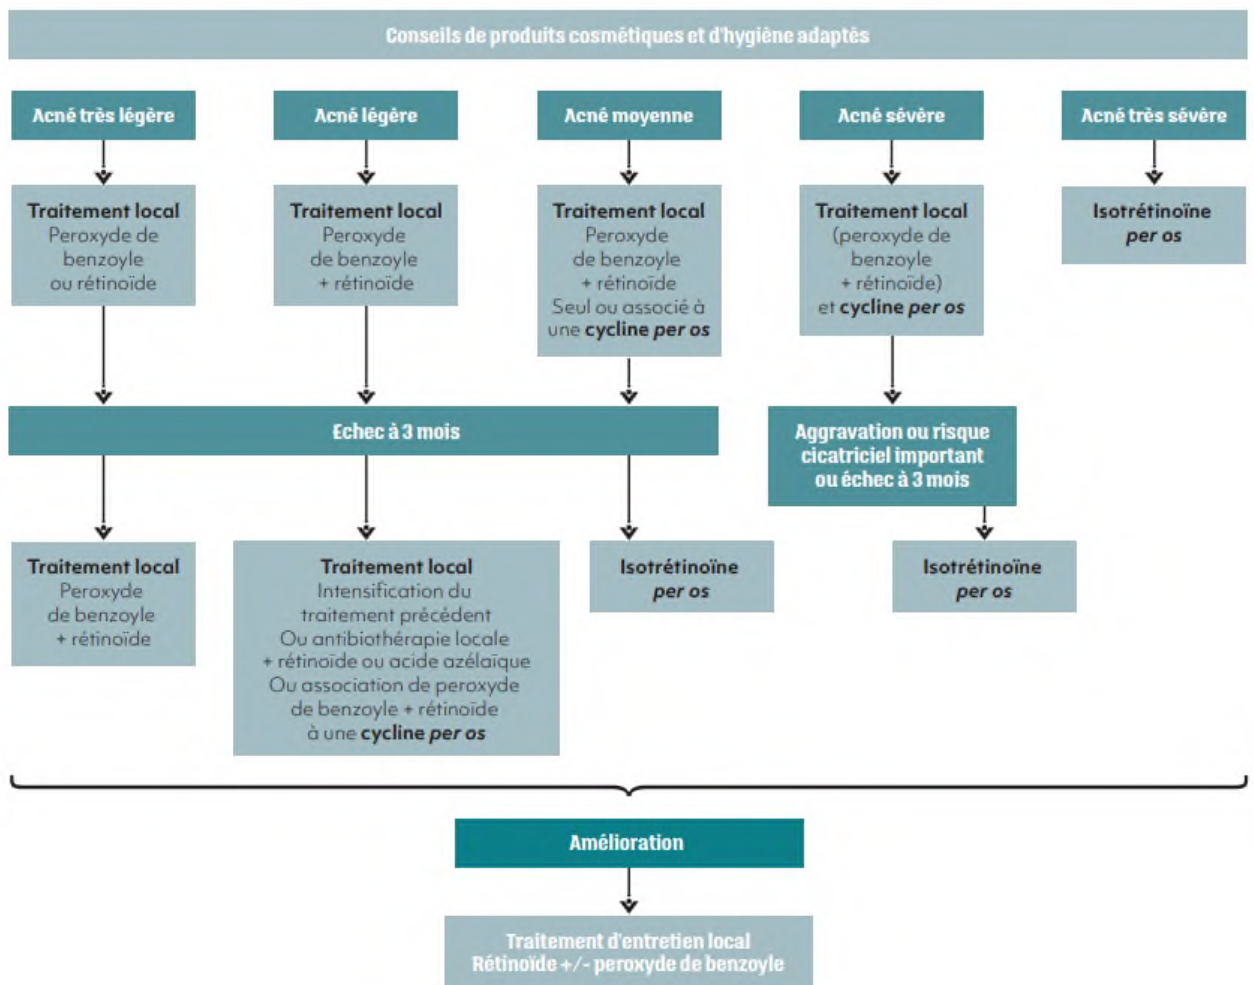 Conseils de produits cosmétiques et d'hygiène adaptés
Acné très légère
Acné légère
Acné moyenne
Acné sévère
Acné très sévère
Traitement local
Peroxyde de
benzoyle
ou rétinoïde
Traitement local
Peroxyde
de benzoyle
+ rétinoïde
Traitement local
Peroxyde
de benzoyle
+ rétinoïde
Seul ou associé à
une cycline per os
Traitement local
(peroxyde de
benzoyle
+ rétinoïde)
et cycline per os
Isotrétinoïne
per os
Echec à 3 mois
Aggravation ou risque
cicatriciel important
ou échec à 3 mois
Traitement local
Peroxyde
de benzoyle
+ rétinoïde
Traitement local
Intensification du
traitement précédent
Ou antibiothérapie locale
+ rétinoïde ou acide azélaïque
Ou association de peroxyde
de benzoyle + rétinoïde
à une cycline per os
Isotrétinoïne
per os
Isotrétinoïne
per os
Amélioration
Traitement d'entretien local
Rétinoïde +/- peroxyde de benzoyle